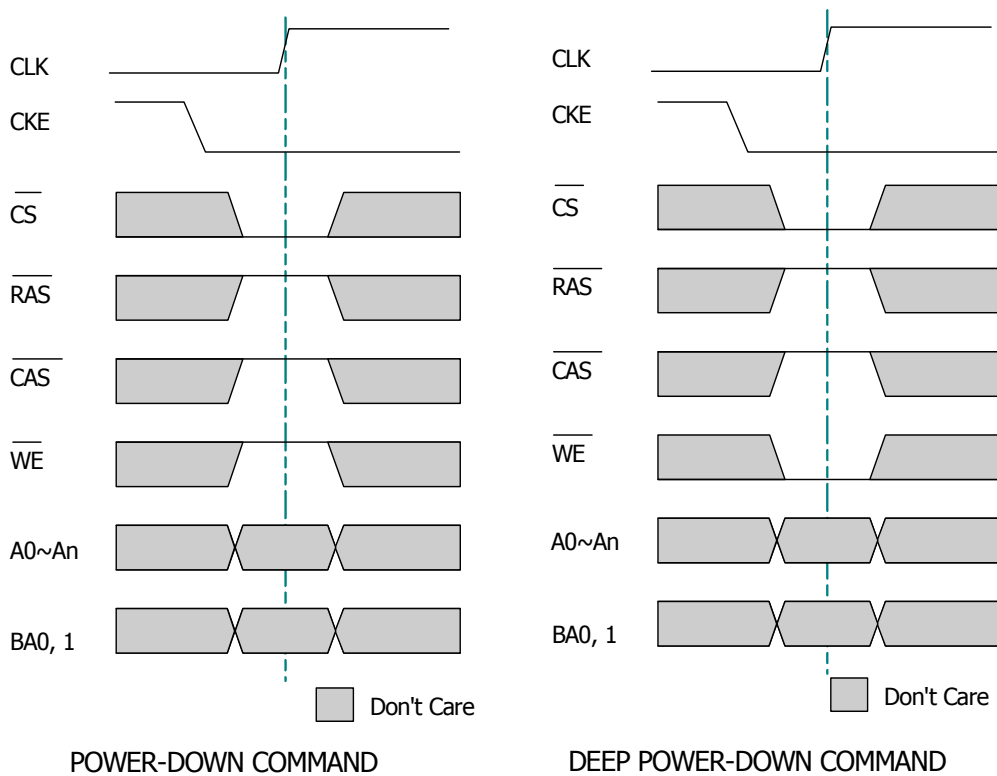 CLK
CKE
CS
RAS
CAS
WE
A0~An
BA0, 1
Don't Care
POWER-DOWN COMMAND
CLK
CKE
CS
RAS
CAS
WE
A0~An
BA0, 1
Don't Care
DEEP POWER-DOWN COMMAND